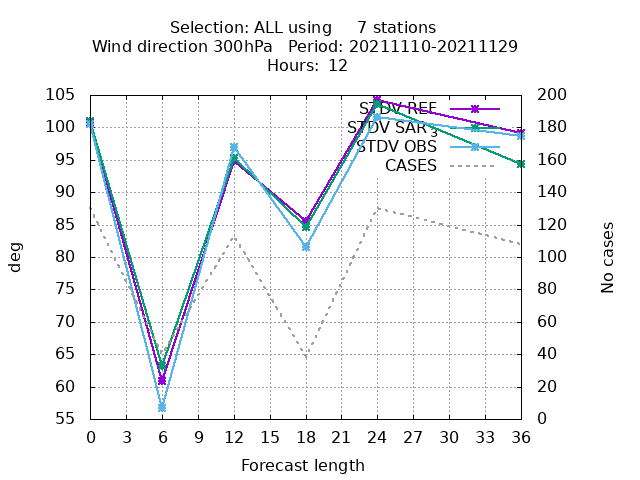 Selection: ALL using 7 stations
Wind direction 300hPa Period: 20211110-20211129
Hours: 12
105 200
100 180
95 160
90 140
85 120
80 100
75 80
70 60
65 40
60 20
55 0
STDV REF
STDV SAR3
STDV OBS
CASES
deg
No cases
0 3 6 9 12 15 18 21 24 27 30 33 36
Forecast length